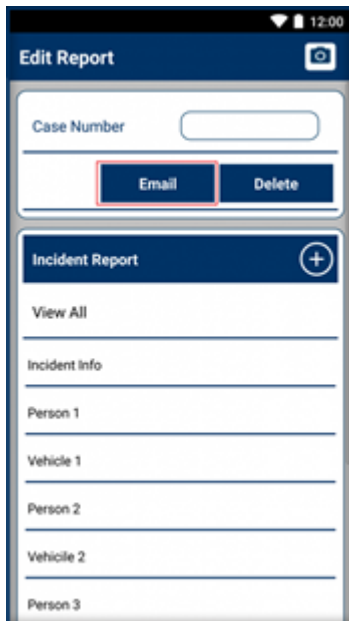 12:00
Edit Report
Case Number
Email Delete
Incident Report
View All
Incident Info
Person 1
Vehicle 1
Person 2
Vehicile 2
Person 3